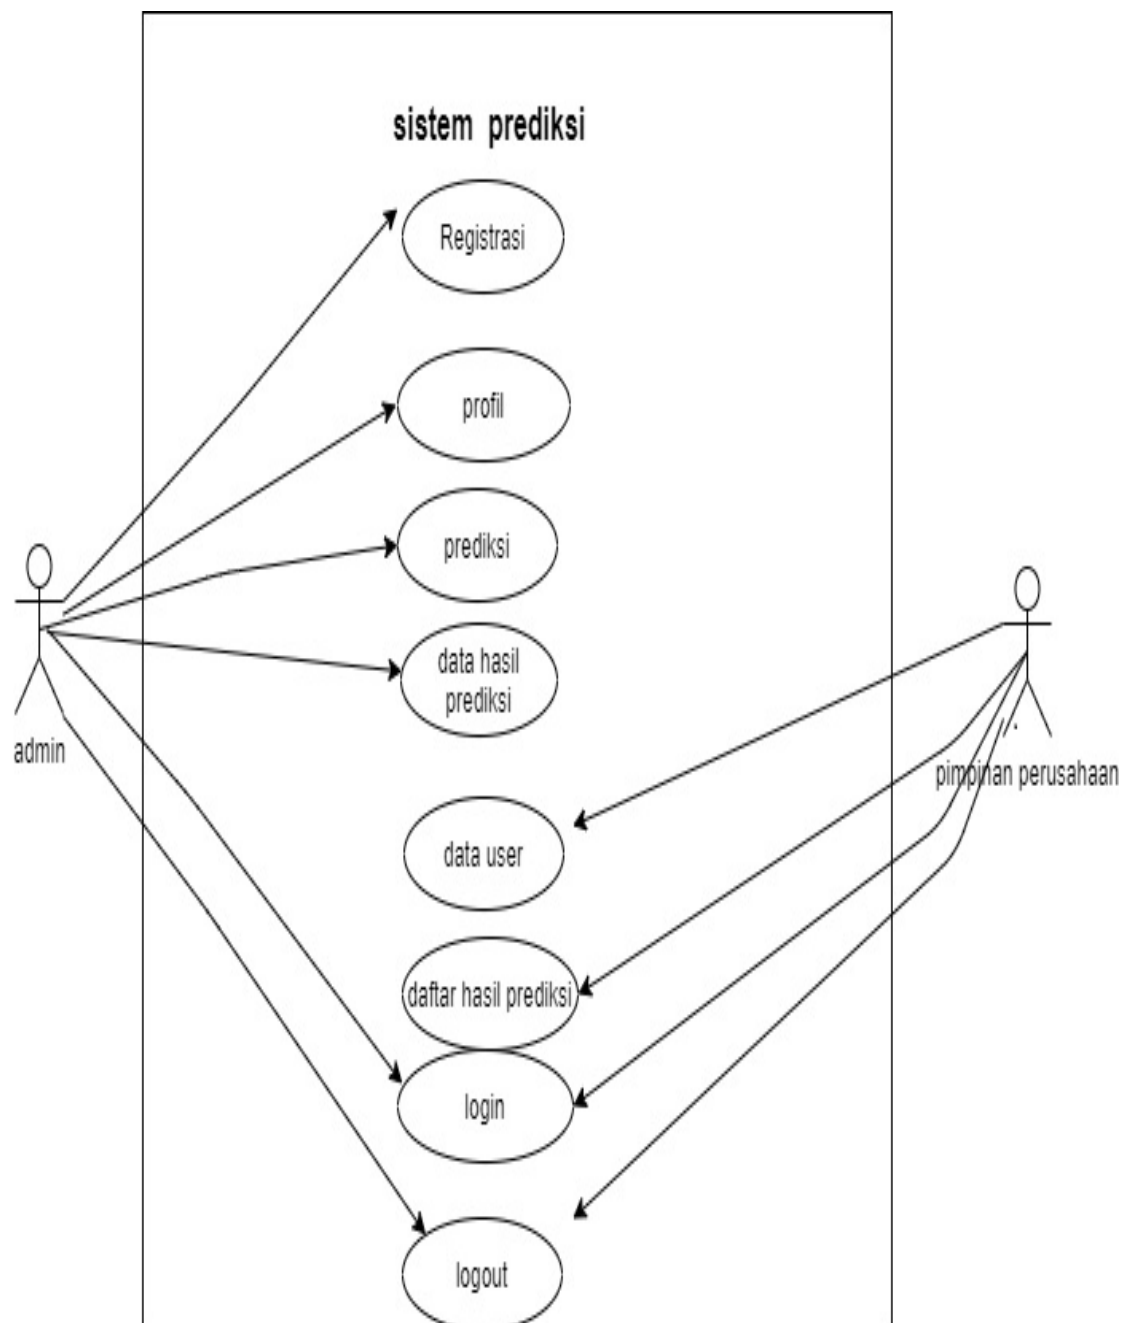 sistem prediksi
Registrasi
profil
prediksi
data hasil
prediksi
admin
pimpinan perusahaan
data user
daftar hasil prediksi
login
logout